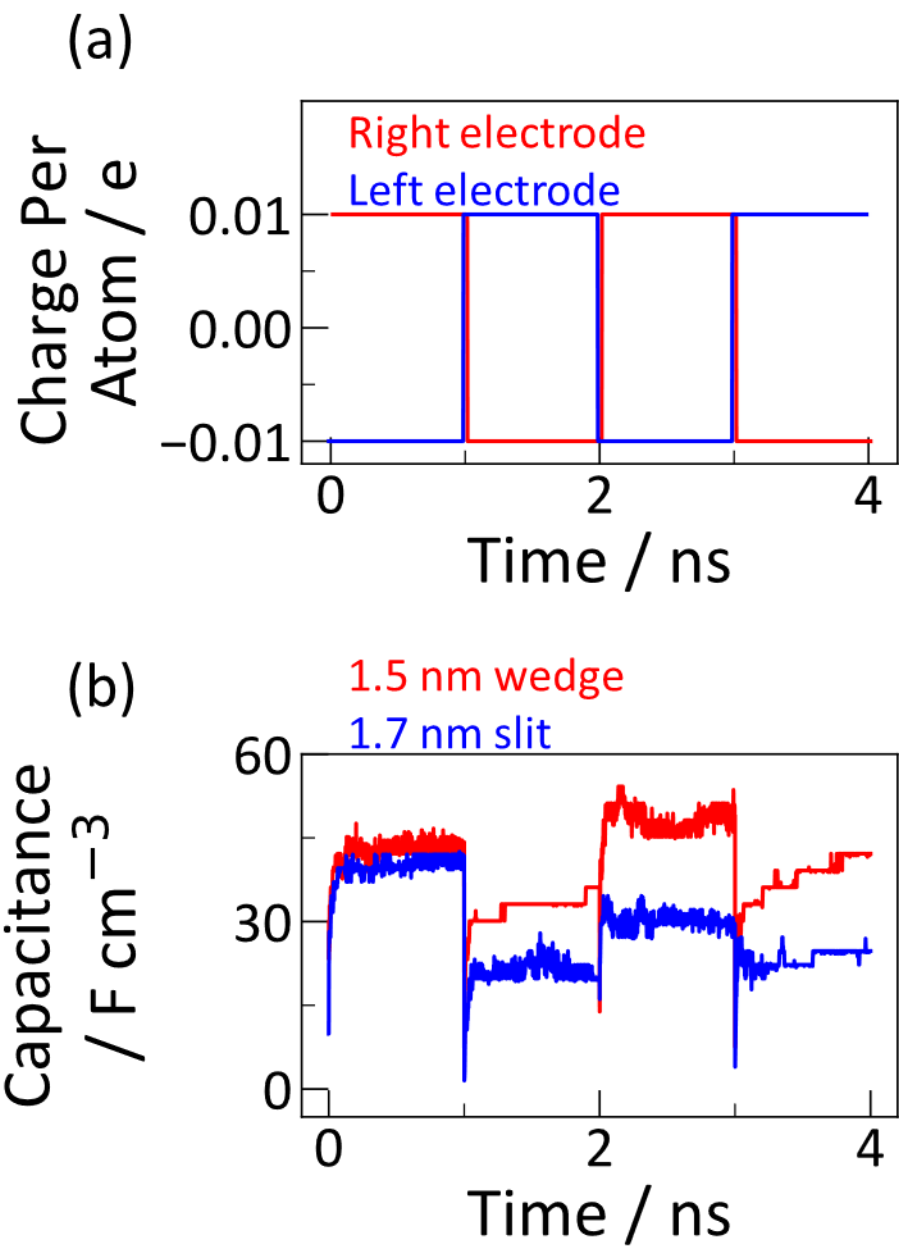 (a)
Right electrode
Left electrode
Charge Per
Atom / e
0.01
0.00
−0.01
0
2
4
Time / ns
(b)
1.5 nm wedge
1.7 nm slit
Capacitance
/ F cm−3
60
30
0
0
2
4
Time / ns